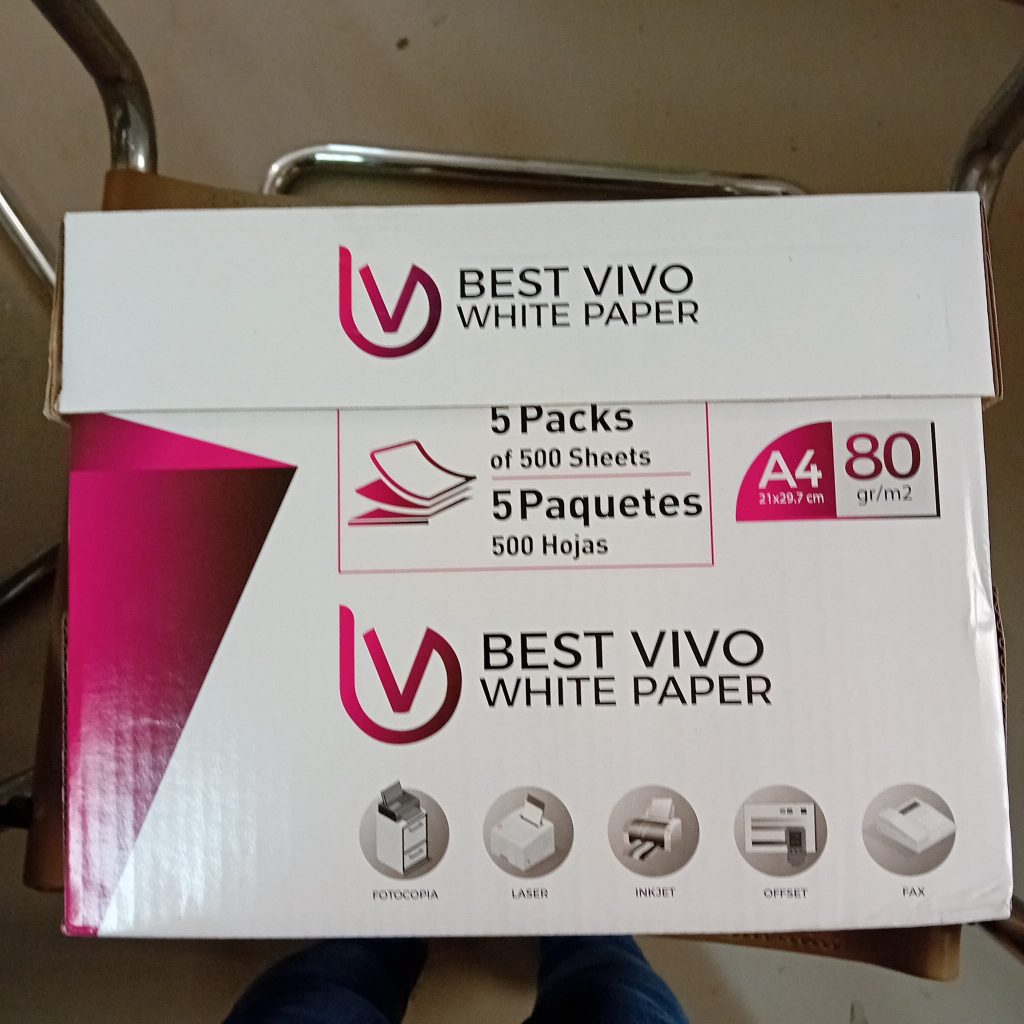 BEST VIVO
WHITE PAPER
5 Packs
of 500 Sheets
5 Paquetes
500 Hojas
A4
21x29.7 cm
80
gr/m2
BEST VIVO
WHITE PAPER
FOTOCOPIA
LASER
INKJET
OFFSET
FAX